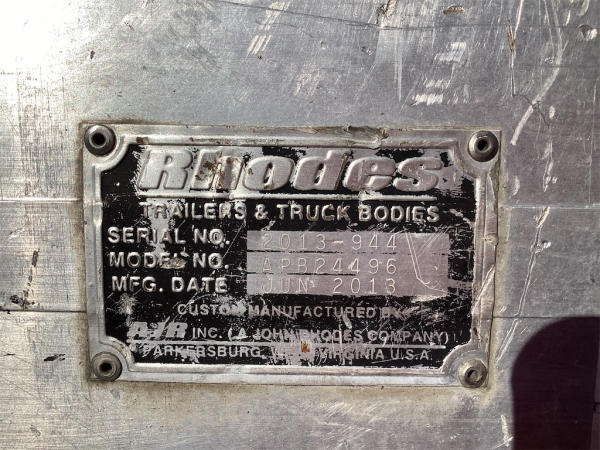 Rhodes
TRAILERS & TRUCK BODIES
SERIAL NO. 2013-944
MODEL NO. APB24496
MFG. DATE JUN 2013
CUSTOM MANUFACTURED BY
AJR INC. (A JOHN RHODES COMPANY)
PARKERSBURG, WEST VIRGINIA U.S.A.